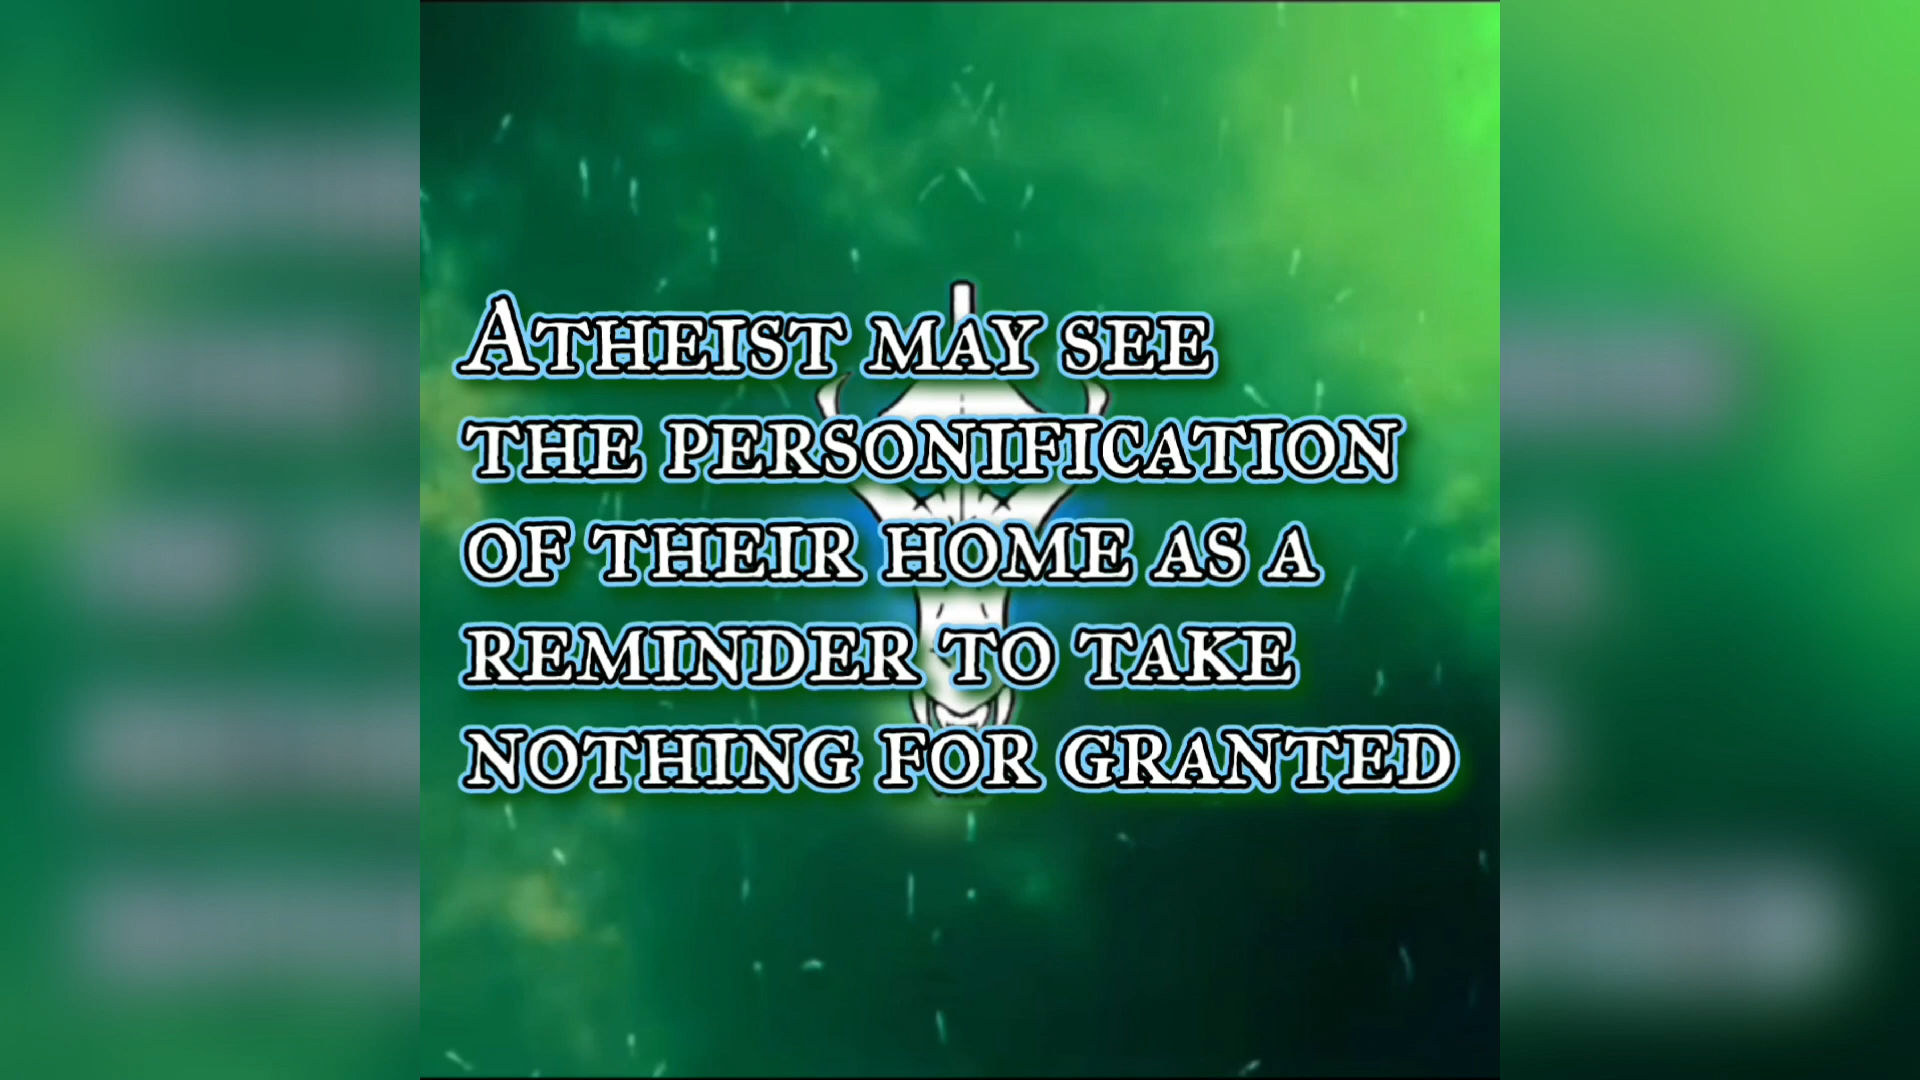 Atheist may see
the personification
of their home as a
reminder to take
nothing for granted